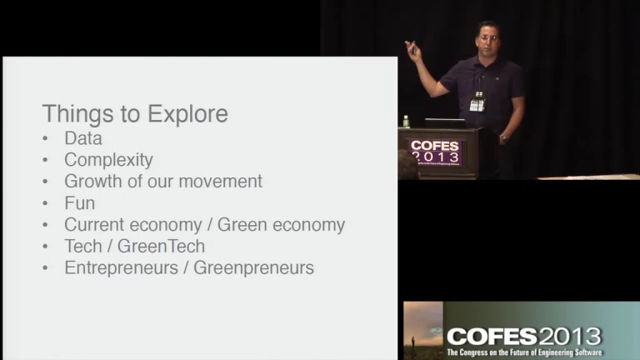 Things to Explore
• Data
• Complexity
• Growth of our movement
• Fun
• Current economy / Green economy
• Tech / GreenTech
• Entrepreneurs / Greenpreneurs
COFES
2013
COFES2013
The Congress on the Future of Engineering Software